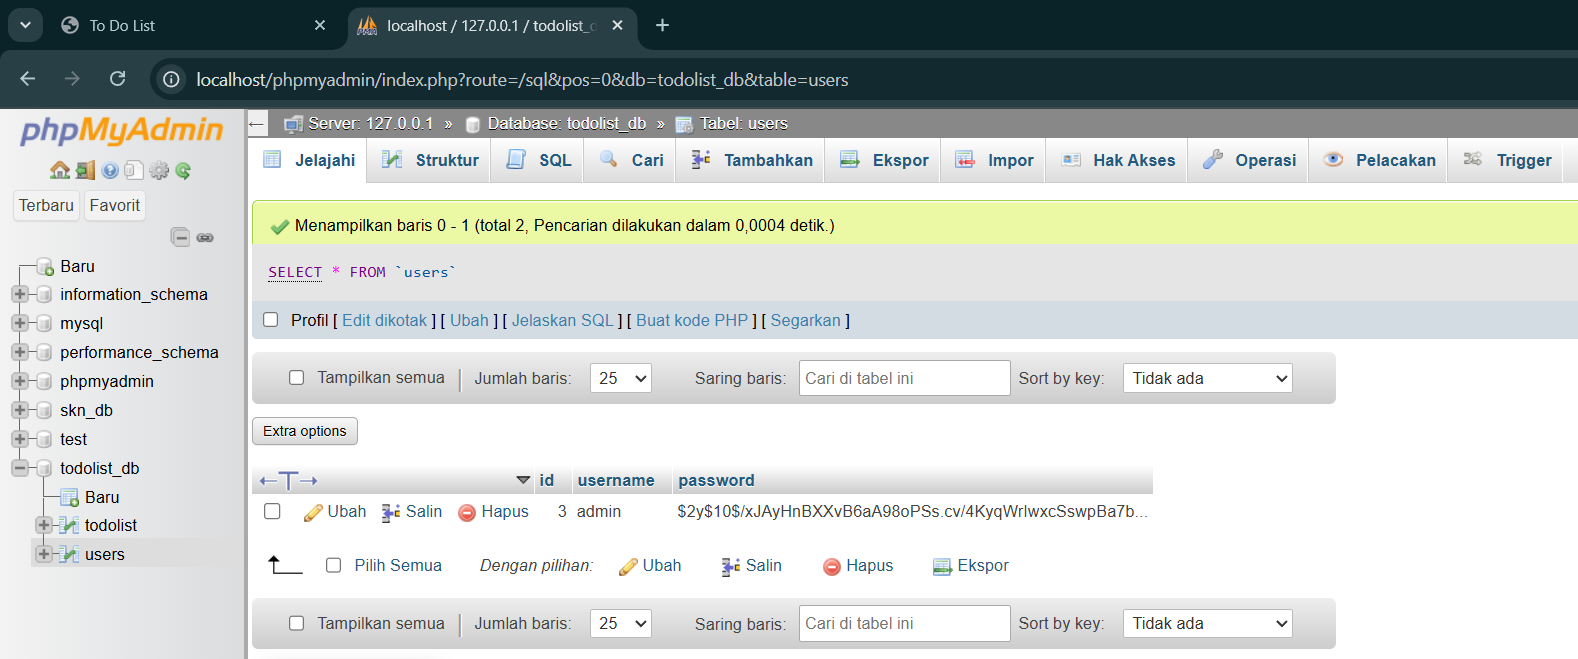 To Do List
localhost / 127.0.0.1 / todolist_d
localhost/phpmyadmin/index.php?route=/sql&pos=0&db=todolist_db&table=users
phpMyAdmin
Terbaru Favorit
Baru
information_schema
mysql
performance_schema
phpmyadmin
skn_db
test
todolist_db
Baru
todolist
users
Server: 127.0.0.1 » Database: todolist_db » Tabel: users
Jelajahi Struktur SQL Cari Tambahkan Ekspor Impor Hak Akses Operasi Pelacakan Trigger
Menampilkan baris 0 - 1 (total 2, Pencarian dilakukan dalam 0,0004 detik.)
SELECT * FROM `users`
Profil [ Edit dikotak ] [ Ubah ] [ Jelaskan SQL ] [ Buat kode PHP ] [ Segarkan ]
Tampilkan semua | Jumlah baris: 25 Saring baris: Cari di tabel ini Sort by key: Tidak ada
Extra options
←T→ id username password
Ubah Salin Hapus 3 admin $2y$10$/xJAyHnBXXvB6aA98oPSs.cv/4KyqWrlwxcSswpBa7b...
Pilih Semua Dengan pilihan: Ubah Salin Hapus Ekspor
Tampilkan semua | Jumlah baris: 25 Saring baris: Cari di tabel ini Sort by key: Tidak ada